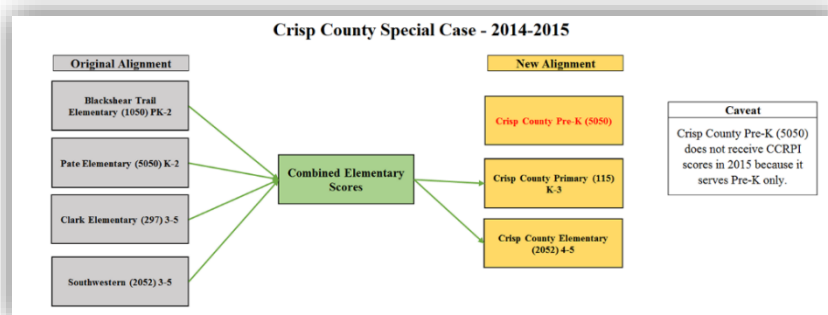 Crisp County Special Case - 2014-2015
Original Alignment
Blackshear Trail
Elementary (1050) PK-2
Pate Elementary (5050) K-2
Clark Elementary (297) 3-5
Southwestern (2052) 3-5
Combined Elementary
Scores
New Alignment
Crisp County Pre-K (5050)
Crisp County Primary (115)
K-3
Crisp County Elementary
(2052) 4-5
Caveat
Crisp County Pre-K (5050)
does not receive CCRPI
scores in 2015 because it
serves Pre-K only.